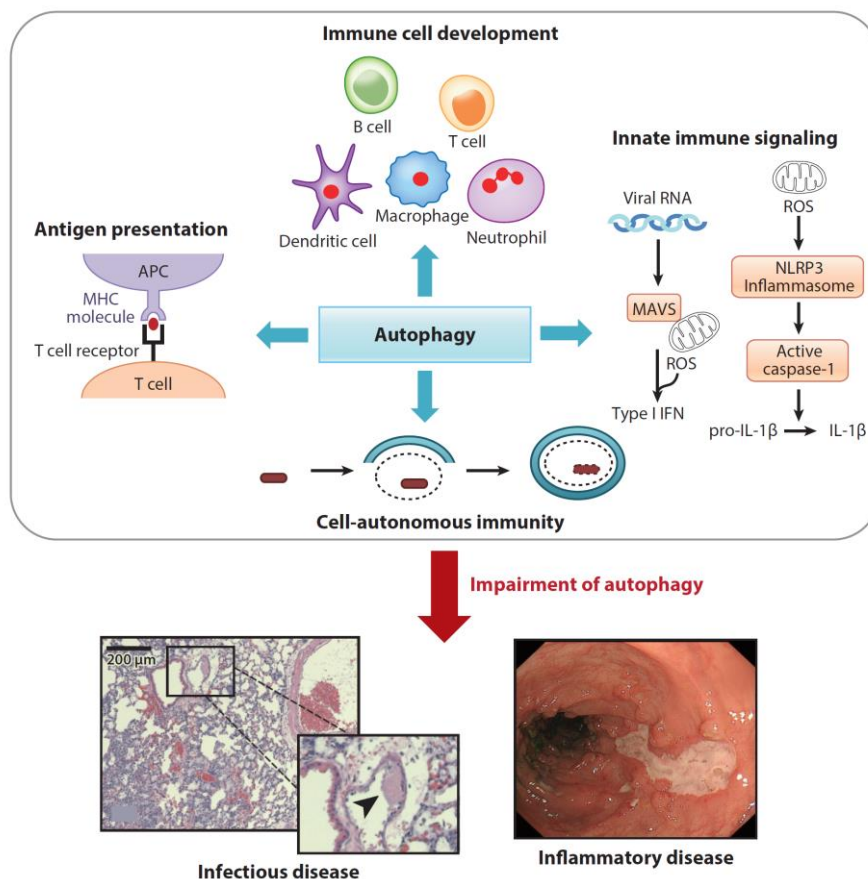 Immune cell development
B cell
T cell
Dendritic cell
Macrophage
Neutrophil
Antigen presentation
APC
MHC
molecule
T cell receptor
T cell
Autophagy
Innate immune signaling
Viral RNA
MAVS
ROS
Type I IFN
ROS
NLRP3
Inflammasome
Active
caspase-1
pro-IL-1β
IL-1β
Cell-autonomous immunity
Impairment of autophagy
200 μm
Infectious disease
Inflammatory disease